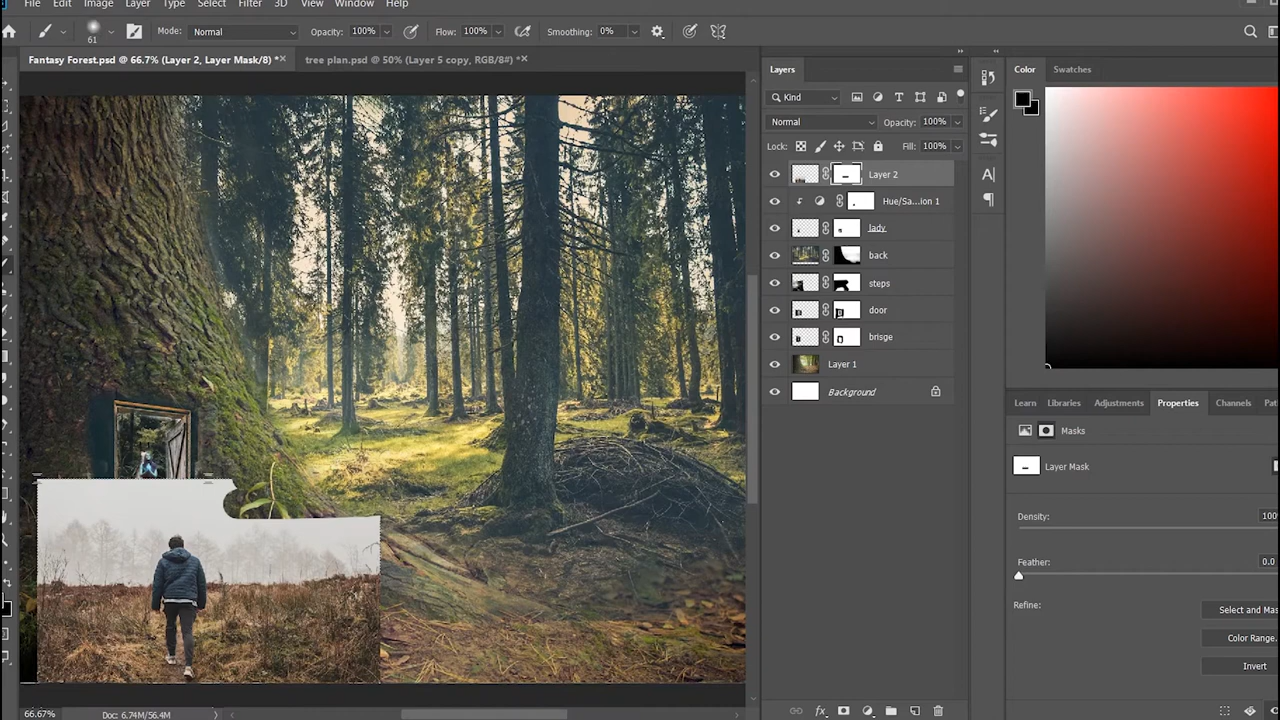 File Edit Image Layer Type Select Filter 3D View Window Help
61 Mode: Normal Opacity: 100% Flow: 100% Smoothing: 0%
Fantasy Forest.psd @ 66.7% (Layer 2, Layer Mask/8) * tree plan.psd @ 50% (Layer 5 copy, RGB/8#) *
Layers
Kind
Normal Opacity: 100%
Lock: Fill: 100%
Layer 2
Hue/Sa...ion 1
lady
back
steps
door
brisge
Layer 1
Background
Color Swatches
Learn Libraries Adjustments Properties Channels Pat
Masks
Layer Mask
Density: 100
Feather: 0.0
Refine: Select and Mas
Color Range.
Invert
66.67% Doc: 6.74M/56.4M